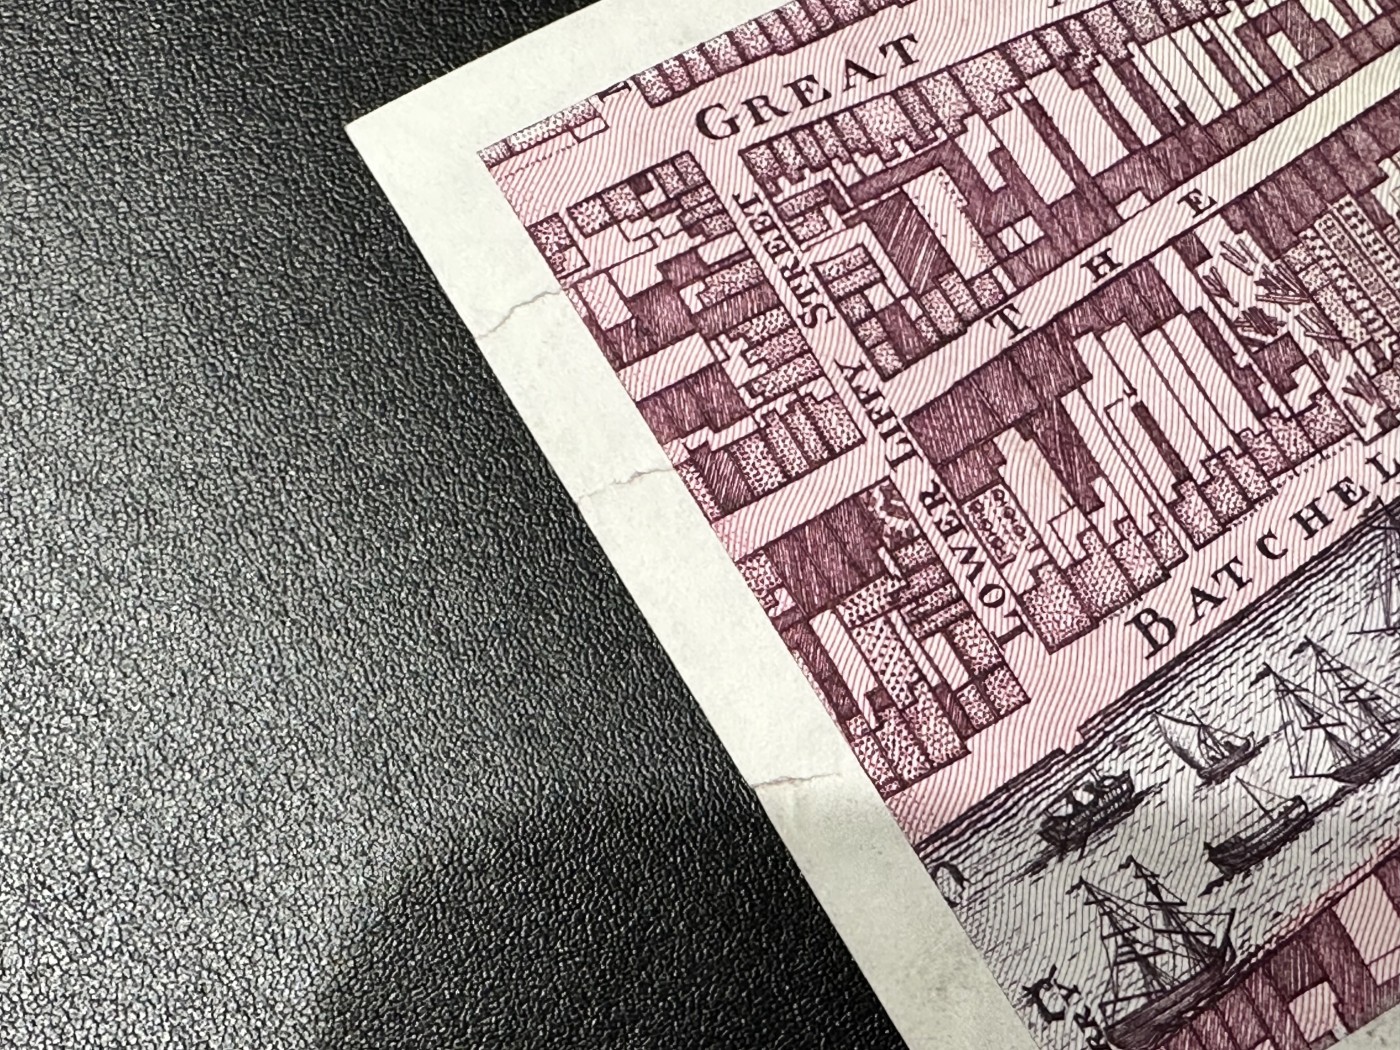 GREAT
THE
LOWER LIFFY STREET
BATCHEL